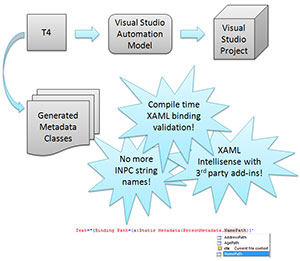 T4
Visual Studio
Automation
Model
Visual
Studio
Project
Generated
Metadata
Classes
Compile time
XAML binding
validation!
No more
INPC string
names!
XAML
Intellisense with
3rd party add-ins!
Text="{Binding Path={x:Static Metadata:PersonMetadata.NamePath}}"
AddressPath
AgePath
Current file context
NamePath